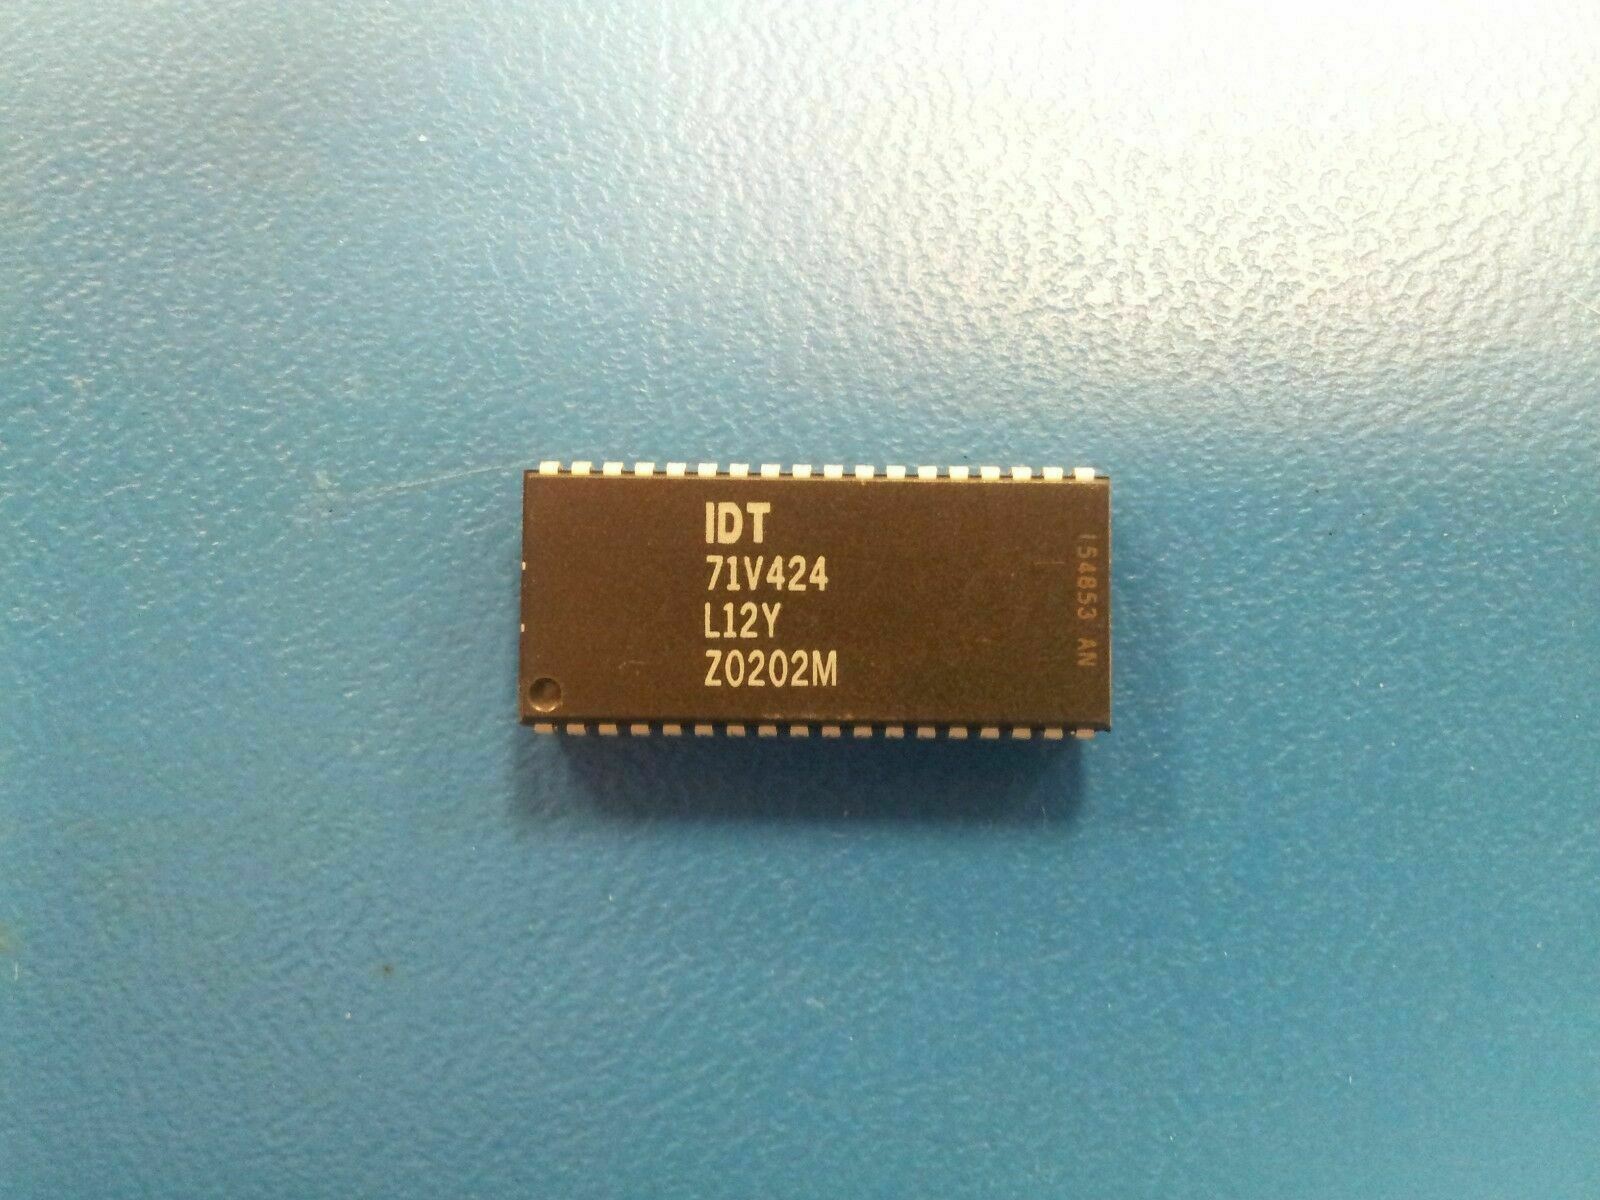 IDT
71V424
L12Y
Z0202M
154853 AN